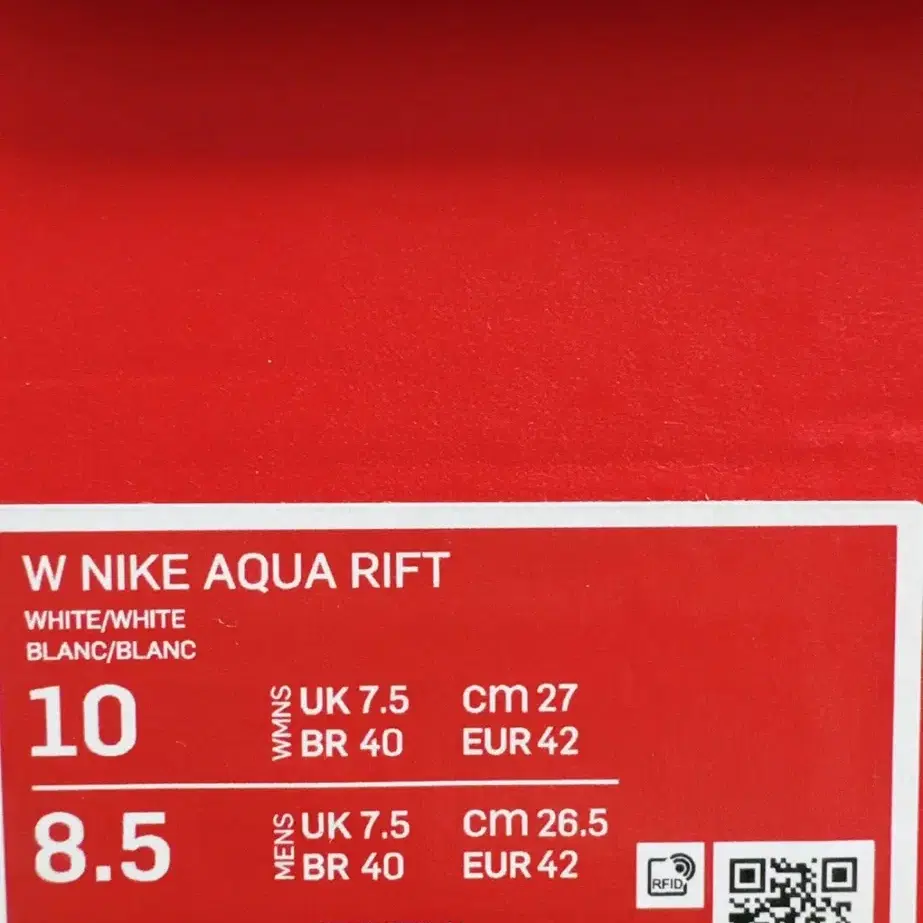 W NIKE AQUA RIFT
WHITE/WHITE
BLANC/BLANC
10 WMNS UK 7.5 CM 27
BR 40 EUR 42
8.5 MENS UK 7.5 CM 26.5
BR 40 EUR 42
RFID